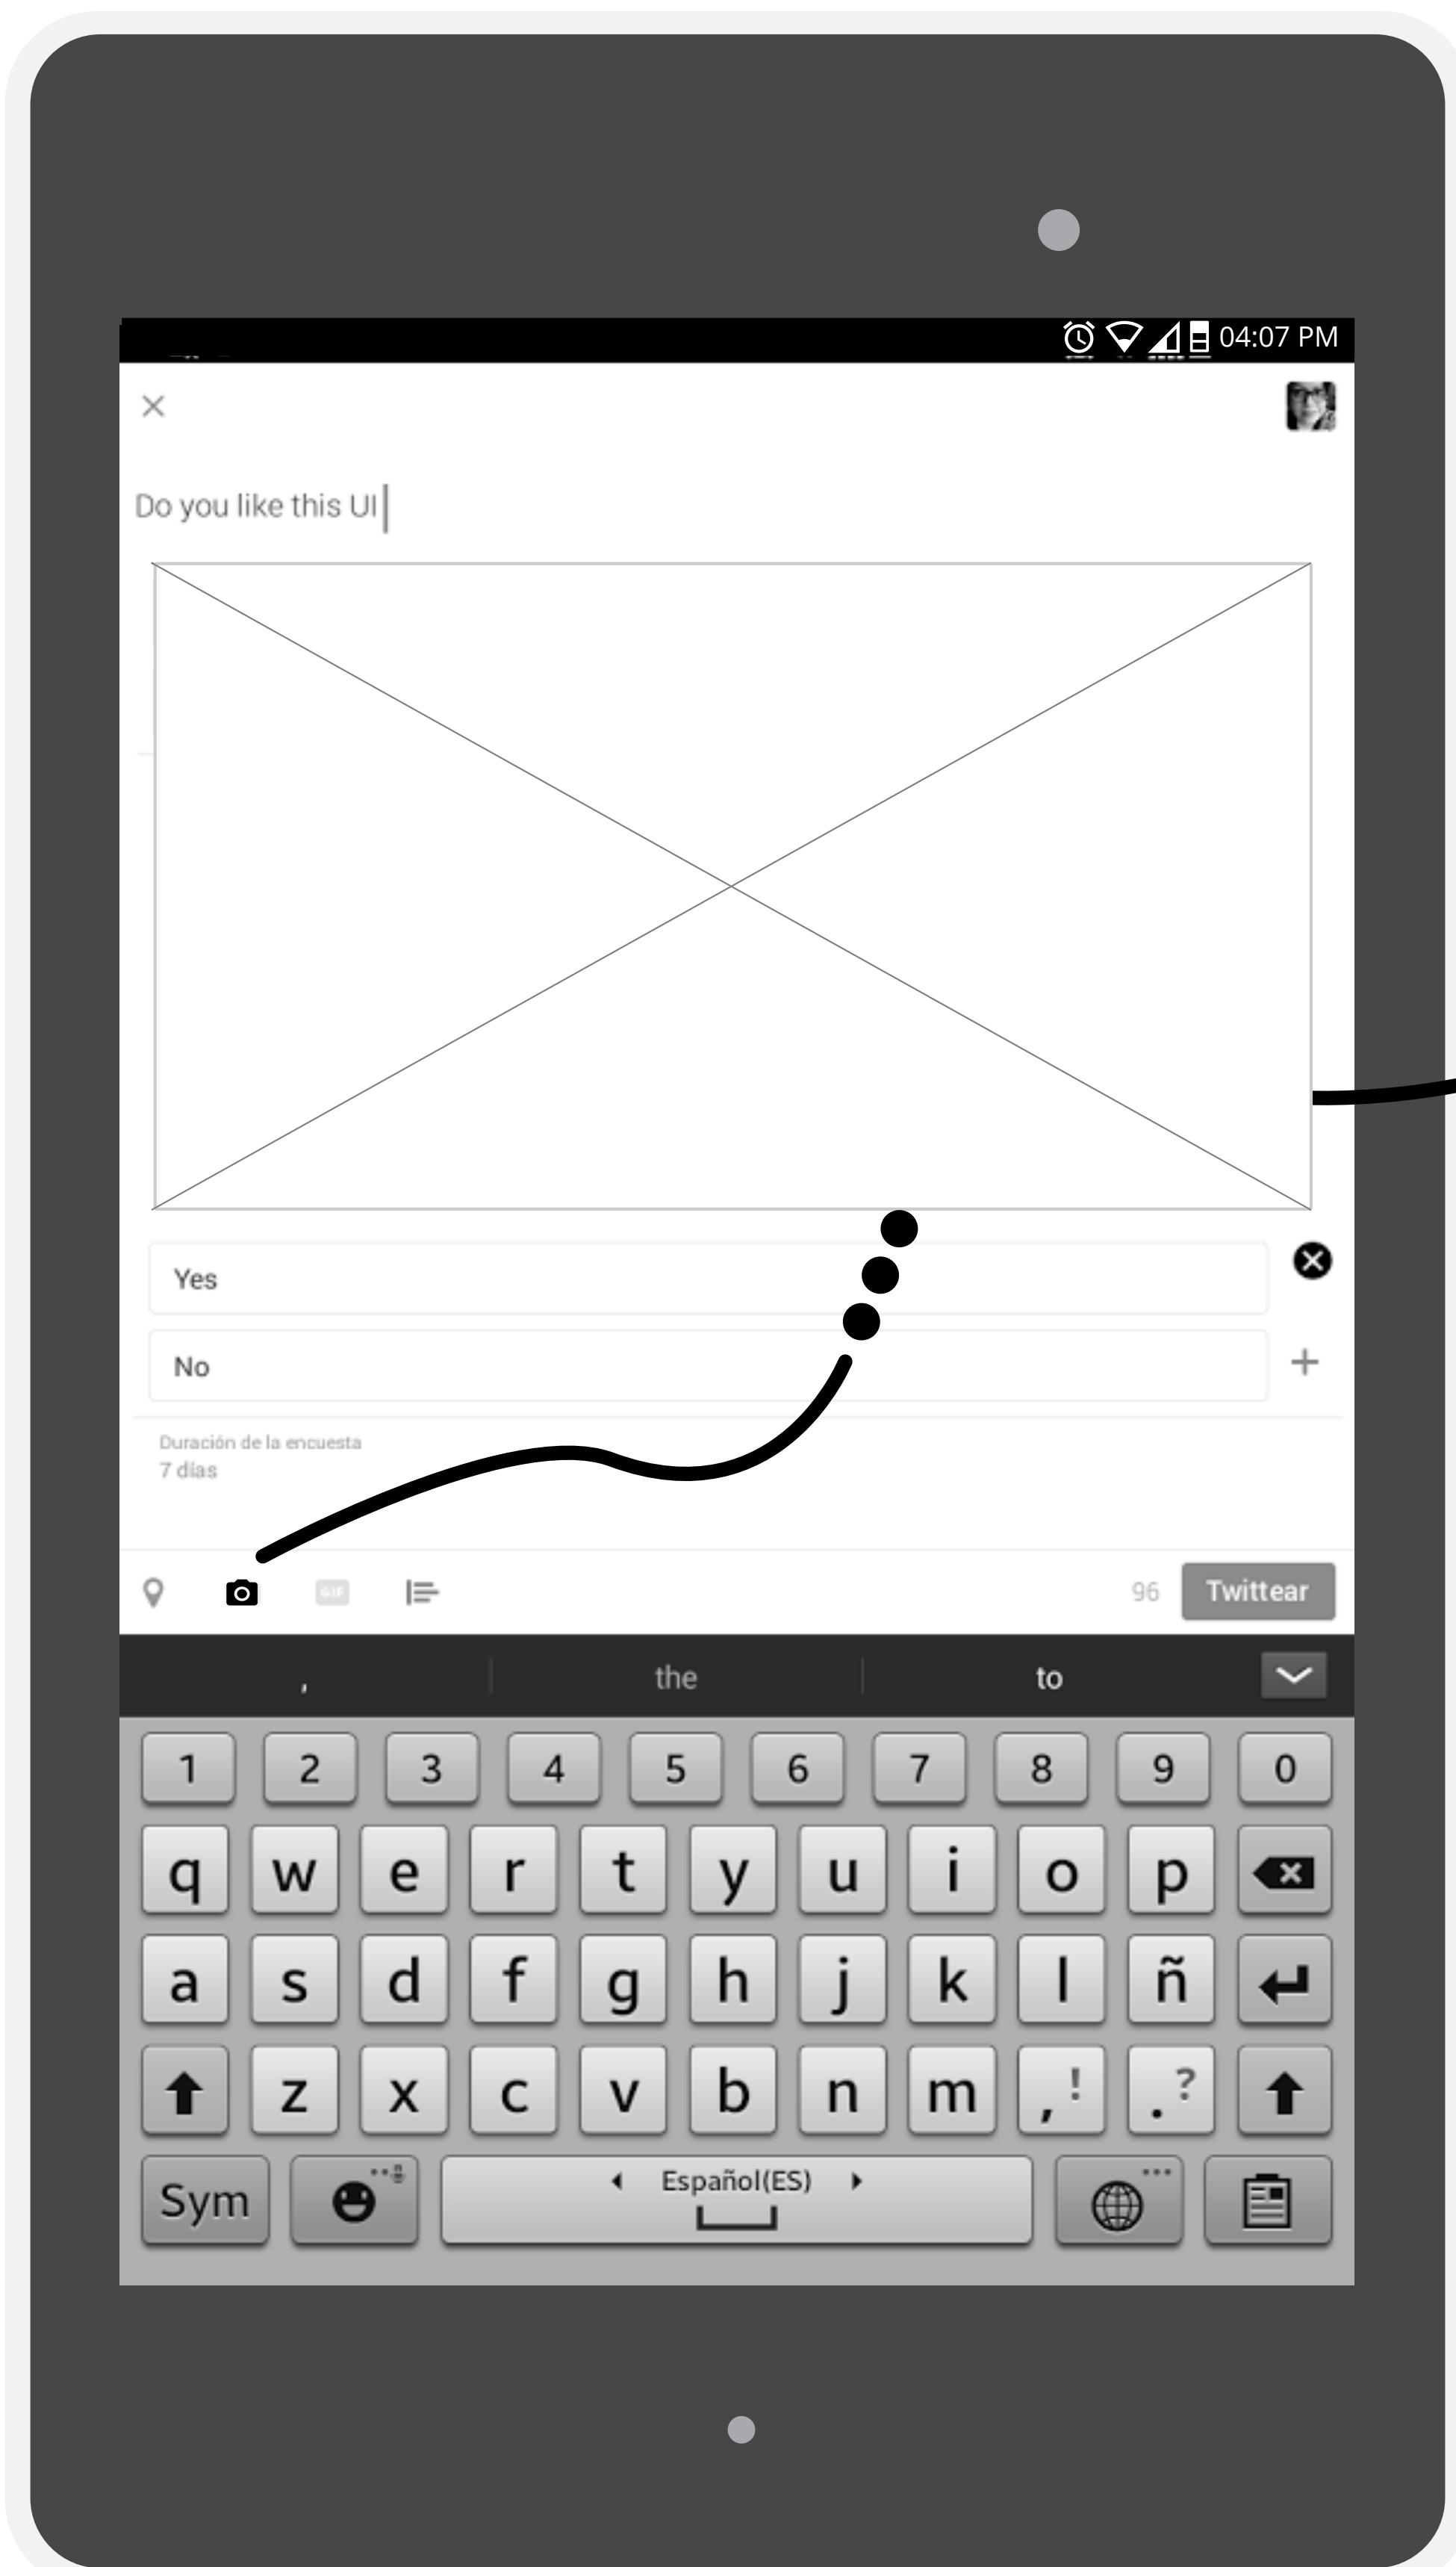 04:07 PM
Do you like this UI
Yes
No
Duración de la encuesta
7 días
GIF
96 Twittear
, the to
1 2 3 4 5 6 7 8 9 0
q w e r t y u i o p
a s d f g h j k l ñ
z x c v b n m , ! . ?
Sym Español(ES)